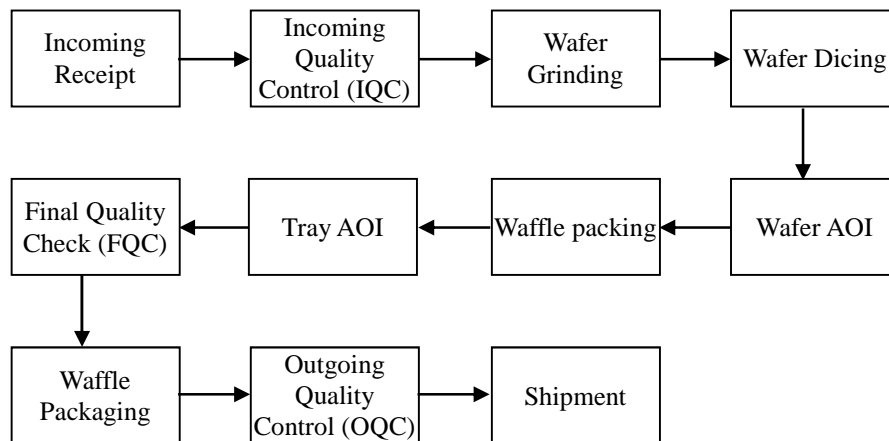 Incoming
Receipt
Incoming
Quality
Control (IQC)
Wafer
Grinding
Wafer Dicing
Final Quality
Check (FQC)
Tray AOI
Waffle packing
Wafer AOI
Waffle
Packaging
Outgoing
Quality
Control (OQC)
Shipment